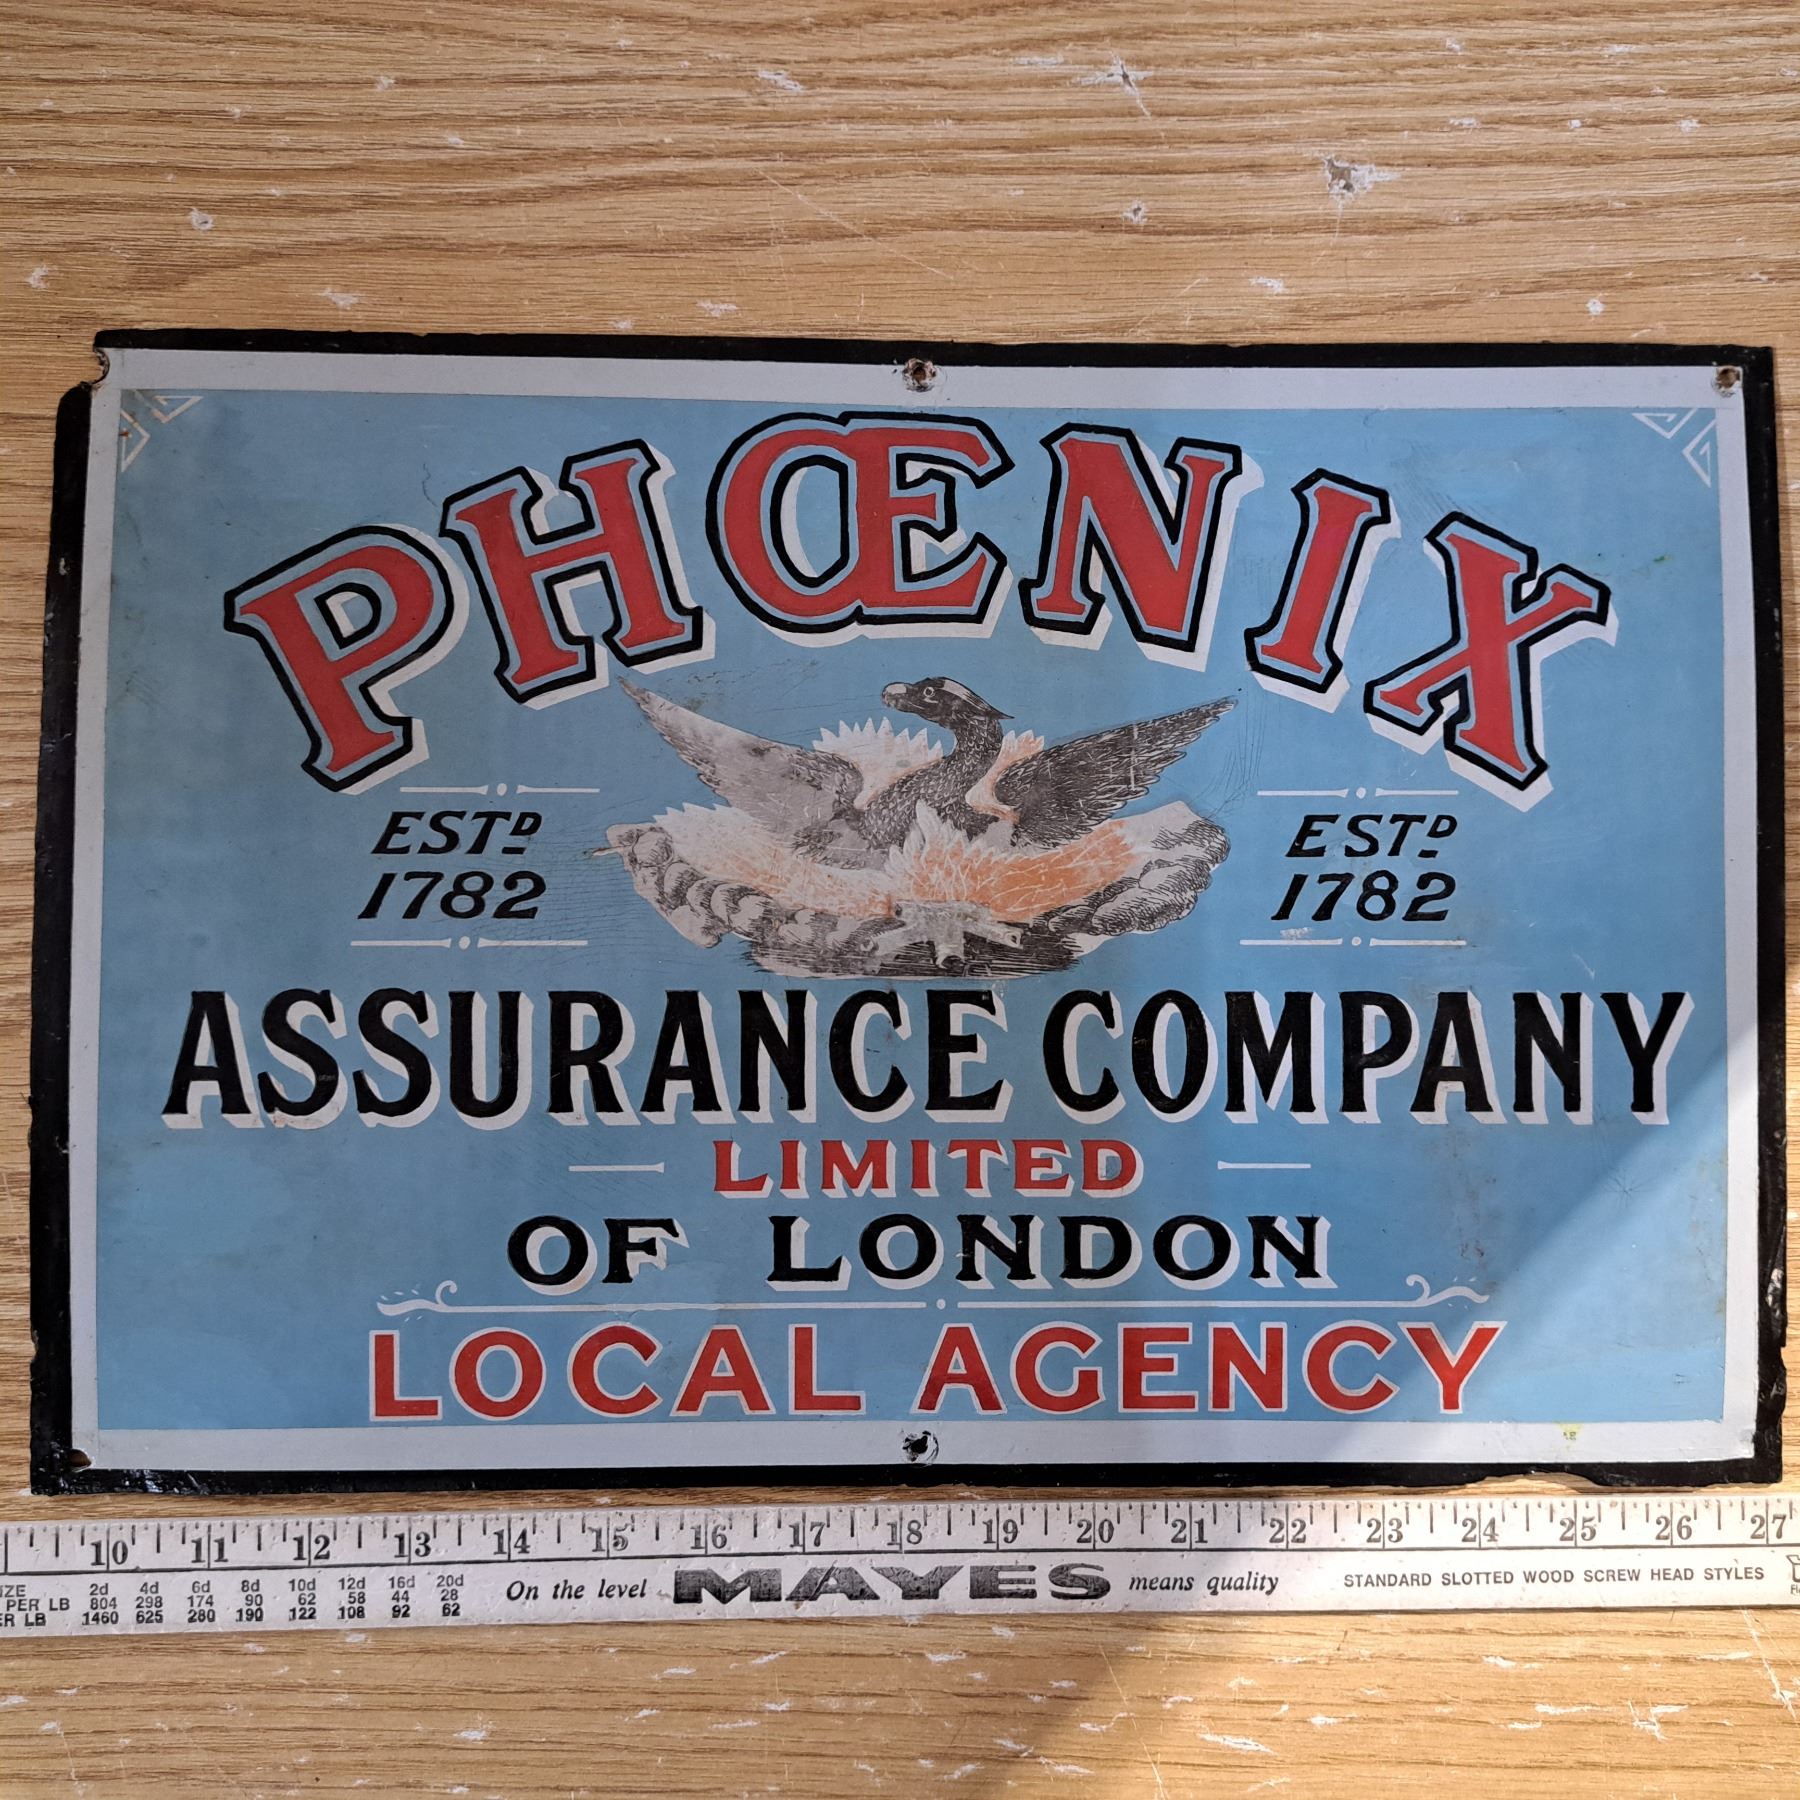 PHŒNIX
ESTD
1782
ESTD
1782
ASSURANCE COMPANY
LIMITED
OF LONDON
LOCAL AGENCY
10 11 12 13 14 15 16 17 18 19 20 21 22 23 24 25 26 27
2d 4d 6d 8d 10d 12d 16d 20d
PER LB 804 298 174 90 62 58 44 28
LB 1460 625 280 190 122 108 92 62
On the level MAYES means quality
STANDARD SLOTTED WOOD SCREW HEAD STYLES